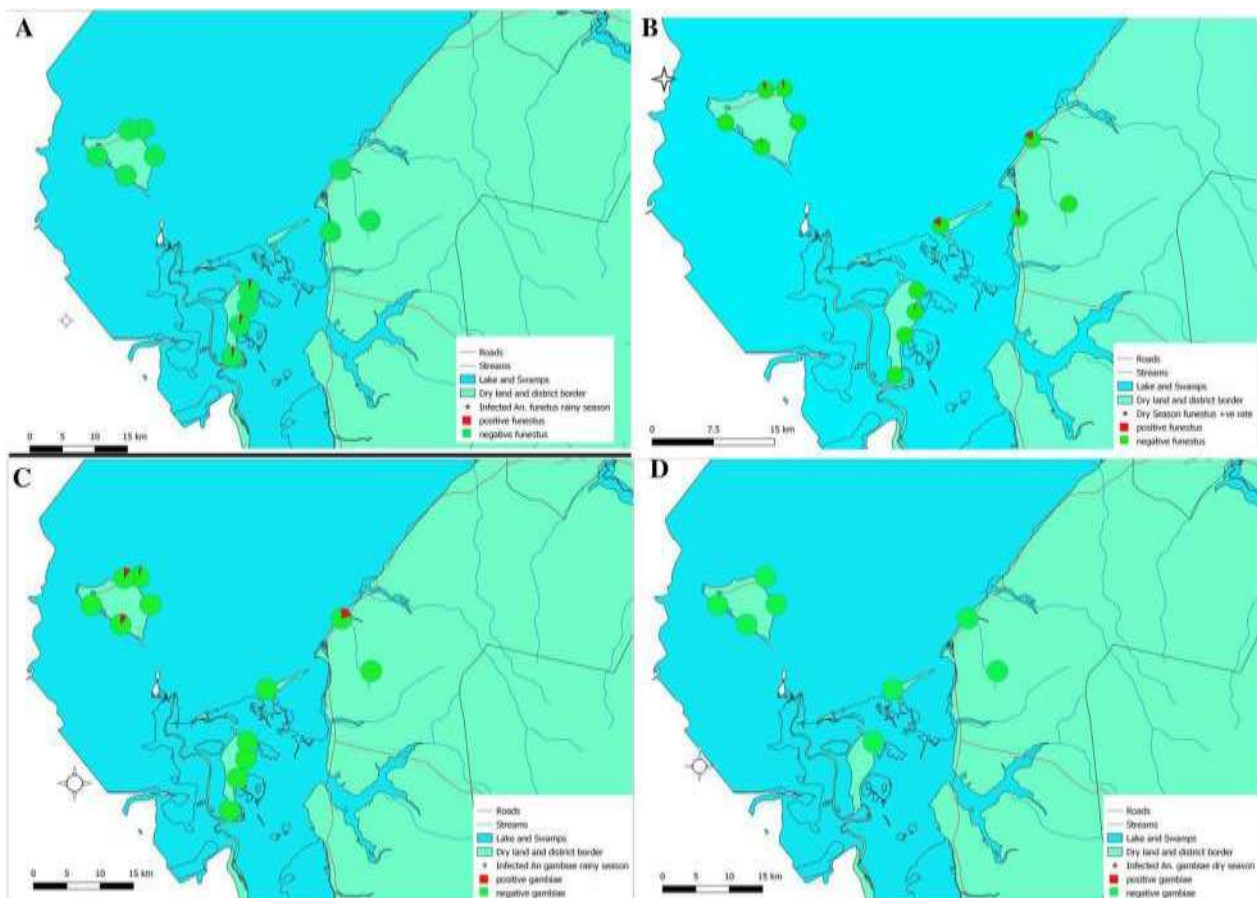 A
Roads
Streams
Lake and Swamps
Dry land and district border
Infected An. funetus rainy season
positive funestus
negative funestus
0 5 10 15 km
B
Roads
Streams
Lake and Swamps
Dry land and district border
Dry Season funestus +ve rate
positive funestus
negative funestus
0 7.5 15 km
C
Roads
Streams
Lake and Swamps
Dry land and district border
Infected An gambiae rainy season
positive gambiae
negative gambiae
0 5 10 15 km
D
Roads
Streams
Lake and Swamps
Dry land and district border
Infected An. gambiae dry season
positive gambiae
negative gambiae
0 5 10 15 km